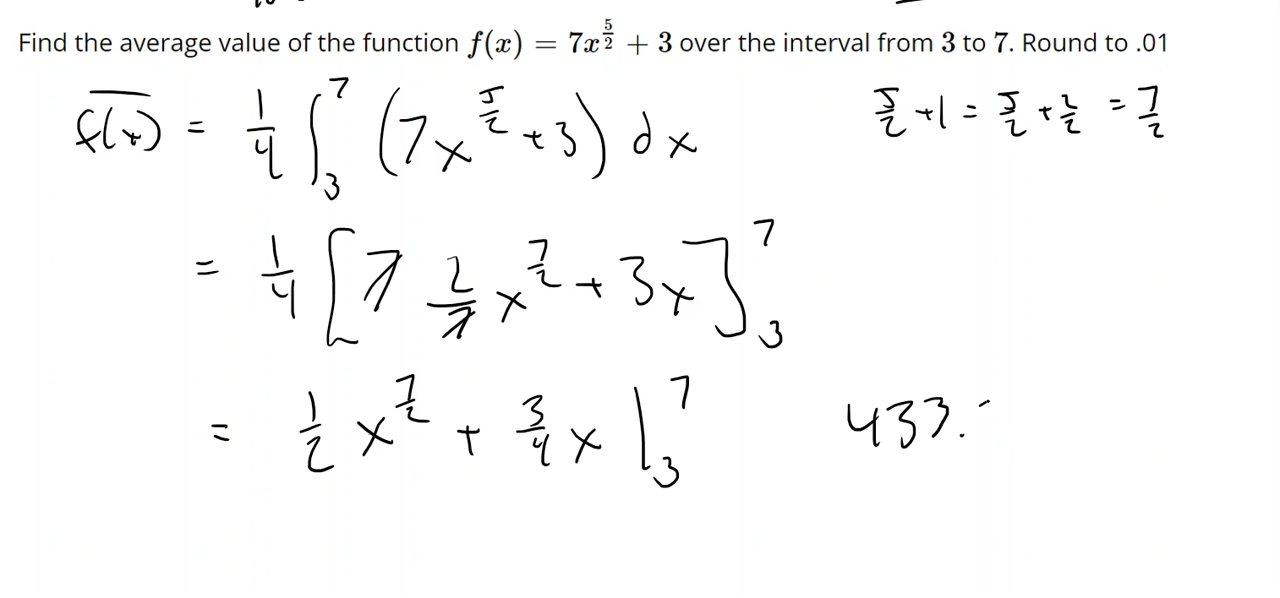 Find the average value of the function f(x) = 7x^{5/2} + 3 over the interval from 3 to 7. Round to .01
\overline{f(x)} = 1/4 ∫_3^7 (7x^{5/2} + 3) dx
5/2 + 1 = 5/2 + 2/2 = 7/2
= 1/4 [7 2/7 x^{7/2} + 3x]_3^7
= 1/2 x^{7/2} + 3/4 x |_3^7
433.